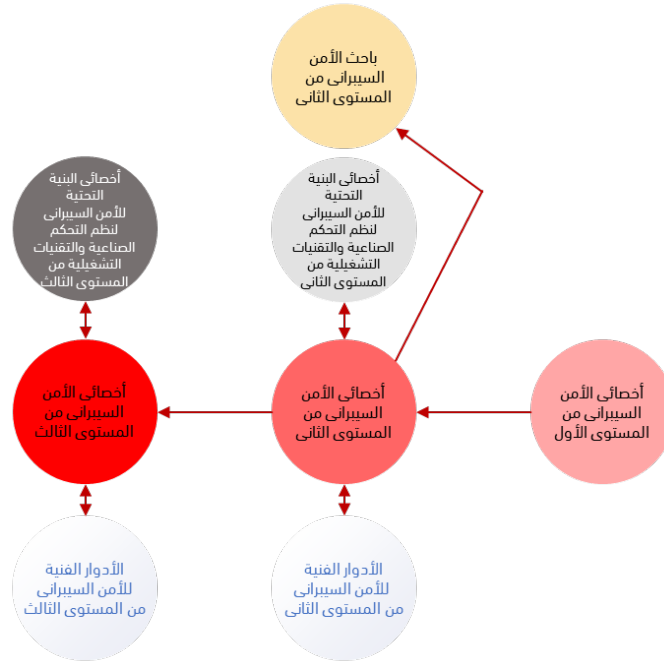 باحث الأمن
السيبرانى من
المستوى الثانى
أخصائى البنية
التحتية
للأمن السيبرانى
لنظم التحكم
الصناعية والتقنيات
التشغيلية من
المستوى الثانى
أخصائى البنية
التحتية
للأمن السيبرانى
لنظم التحكم
الصناعية والتقنيات
التشغيلية من
المستوى الثالث
أخصائى الأمن
السيبرانى من
المستوى الأول
أخصائى الأمن
السيبرانى من
المستوى الثانى
أخصائى الأمن
السيبرانى من
المستوى الثالث
الأدوار الفنية
للأمن السيبرانى
من المستوى الثانى
الأدوار الفنية
للأمن السيبرانى
من المستوى الثالث